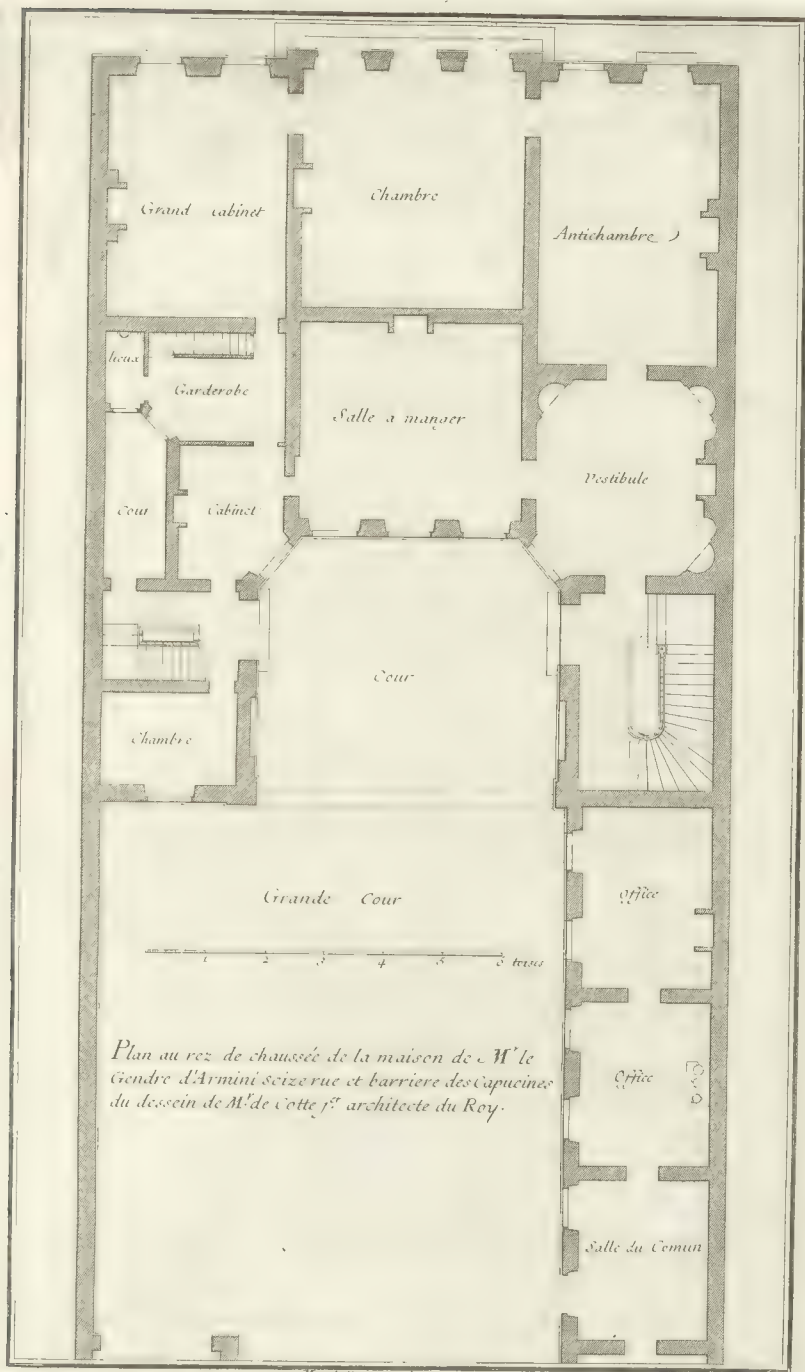 Grand cabinet
Chambre
Antichambre
lieux
Garderobe
Salle a manger
Vestibule
Cour
Cabinet
Cour
Chambre
Grande Cour
Office
1 2 3 4 5 6 toises
Plan au rez de chaussée de la maison de Mr le
Gendre d'Armini seize rue et barriere des Capucines
du dessein de Mr de Cotte pr architecte du Roy.
Office
Salle du Comun